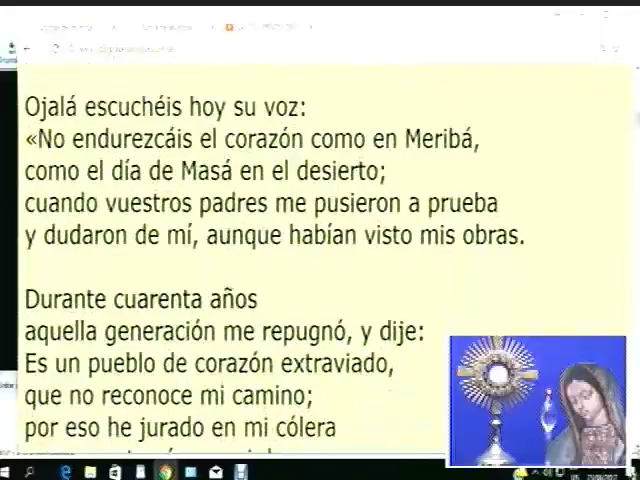 Ojalá escuchéis hoy su voz:
«No endurezcáis el corazón como en Meribá,
como el día de Masá en el desierto;
cuando vuestros padres me pusieron a prueba
y dudaron de mí, aunque habían visto mis obras.
Durante cuarenta años
aquella generación me repugnó, y dije:
Es un pueblo de corazón extraviado,
que no reconoce mi camino;
por eso he jurado en mi cólera